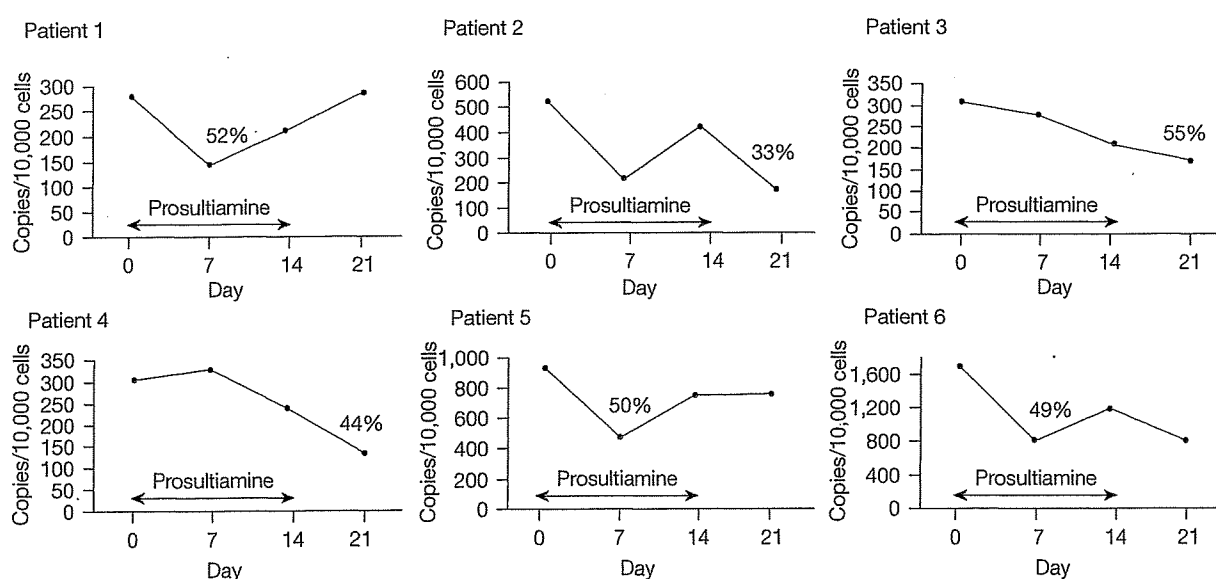 Patient 1
Copies/10,000 cells
300
250
200
150
100
50
0
52%
Prosultiamine
0 7 14 21
Day
Patient 2
Copies/10,000 cells
600
500
400
300
200
100
0
33%
Prosultiamine
0 7 14 21
Day
Patient 3
Copies/10,000 cells
350
300
250
200
150
100
50
0
55%
Prosultiamine
0 7 14 21
Day
Patient 4
Copies/10,000 cells
350
300
250
200
150
100
50
0
44%
Prosultiamine
0 7 14 21
Day
Patient 5
Copies/10,000 cells
1,000
800
600
400
200
0
50%
Prosultiamine
0 7 14 21
Day
Patient 6
Copies/10,000 cells
1,600
1,200
800
400
0
49%
Prosultiamine
0 7 14 21
Day